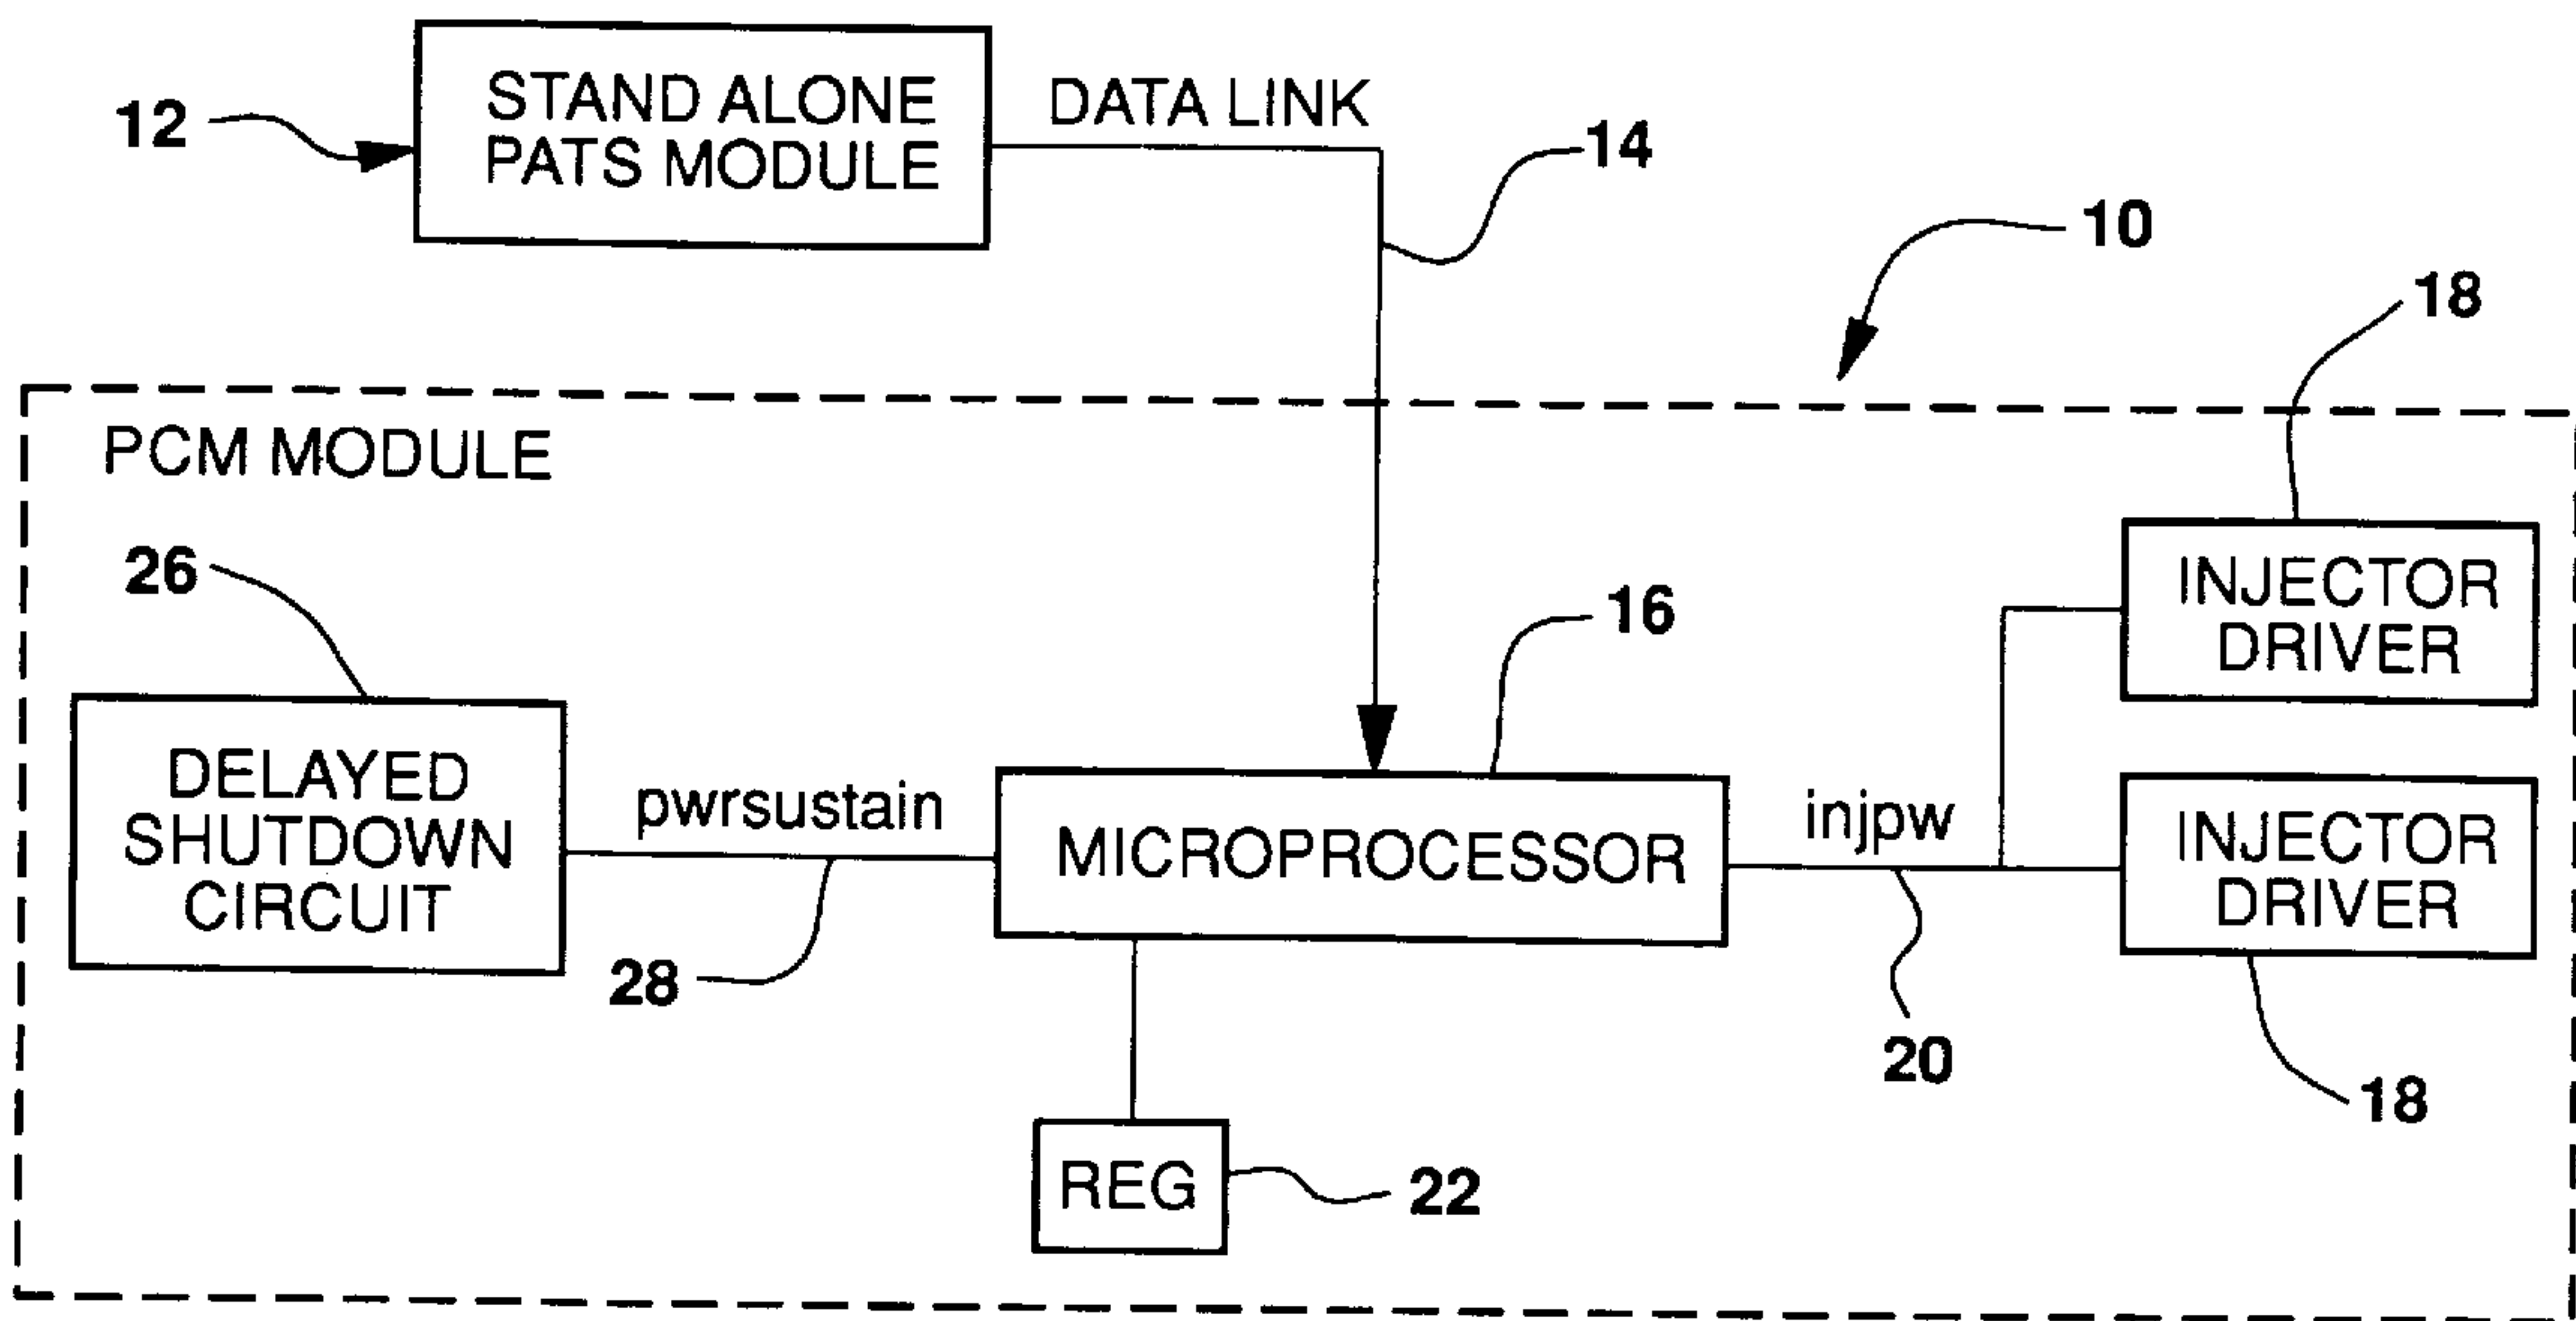 STAND ALONE
PATS MODULE
12
DATA LINK
14
10
18
PCM MODULE
26
16
INJECTOR
DRIVER
DELAYED
SHUTDOWN
CIRCUIT
pwrsustain
MICROPROCESSOR
injpw
INJECTOR
DRIVER
28
20
18
REG
22